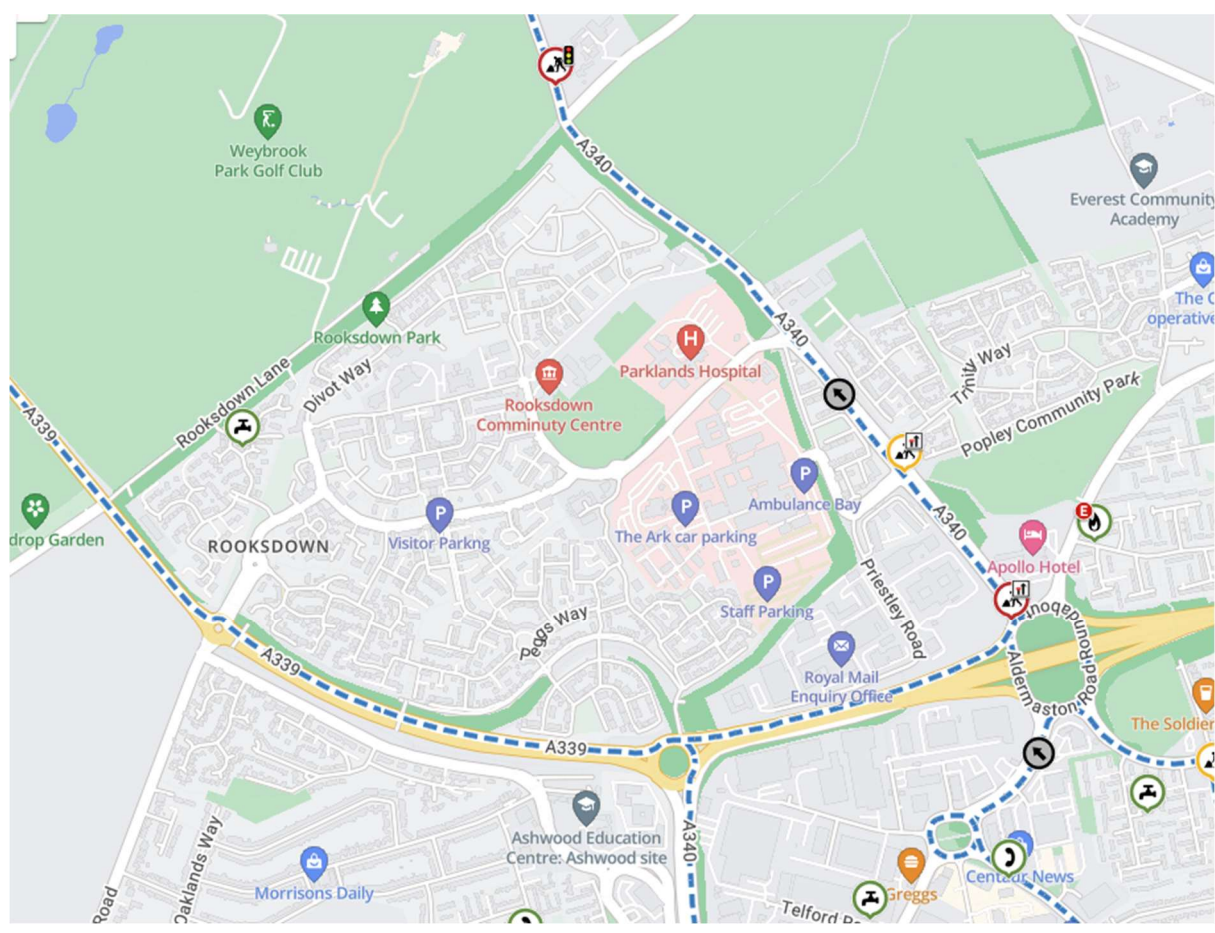 A340
Weybrook
Park Golf Club
Everest Community
Academy
The C
operative
Rooksdown Park
A340
Parklands Hospital
Trinity Way
Divot Way
Rooksdown Lane
A339
Rooksdown
Comminuty Centre
Popley Community Park
Ambulance Bay
A340
E
drop Garden
ROOKSDOWN
Visitor Parkng
The Ark car parking
Apollo Hotel
Priestley Road
Staff Parking
Peggs Way
A339
Royal Mail
Enquiry Office
Aldermaston Road Roundabout
The Soldier
A339
Ashwood Education
Centre: Ashwood site
A340
Oaklands Way
Road
Morrisons Daily
Greggs
Centaur News
Telford R
H
P
P
P
P